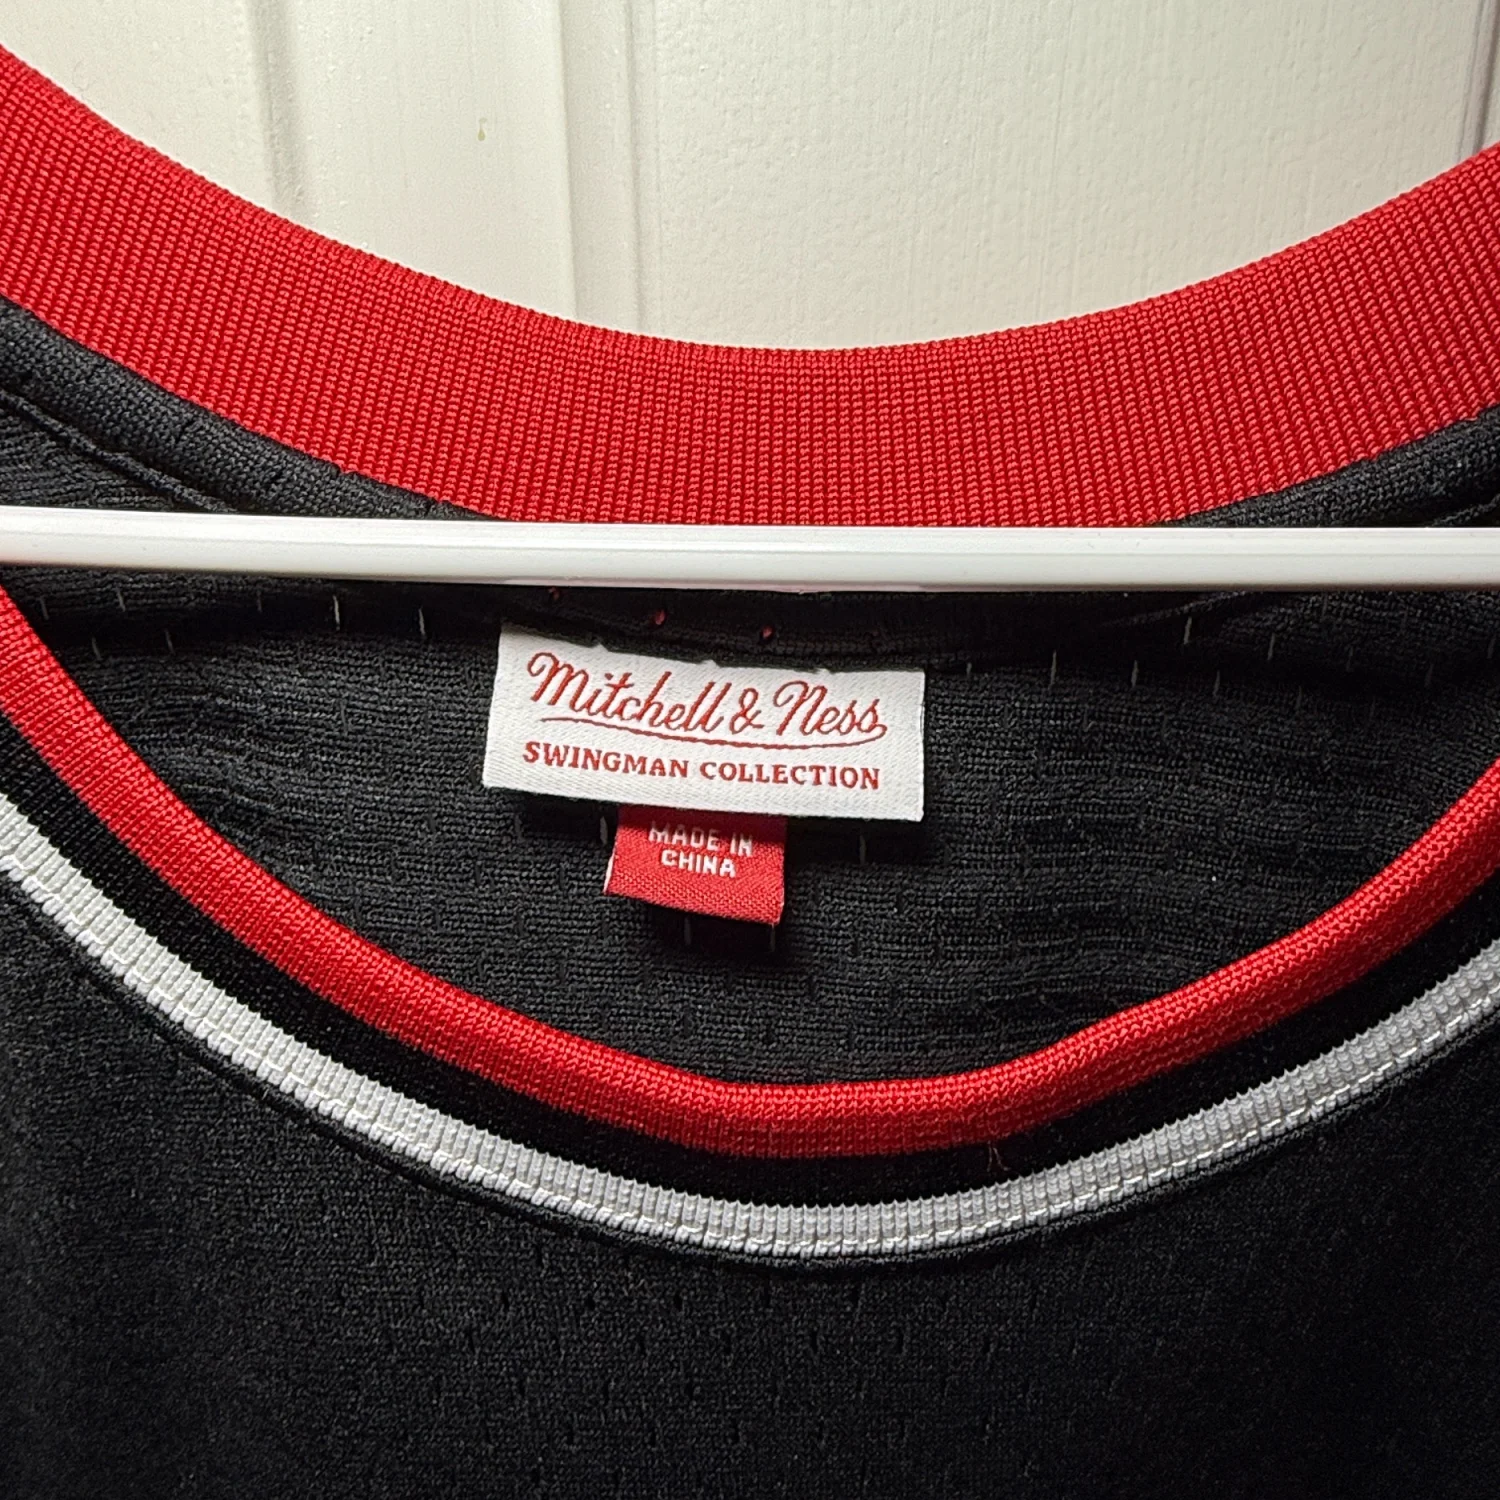 Mitchell & Ness
SWINGMAN COLLECTION
MADE IN
CHINA